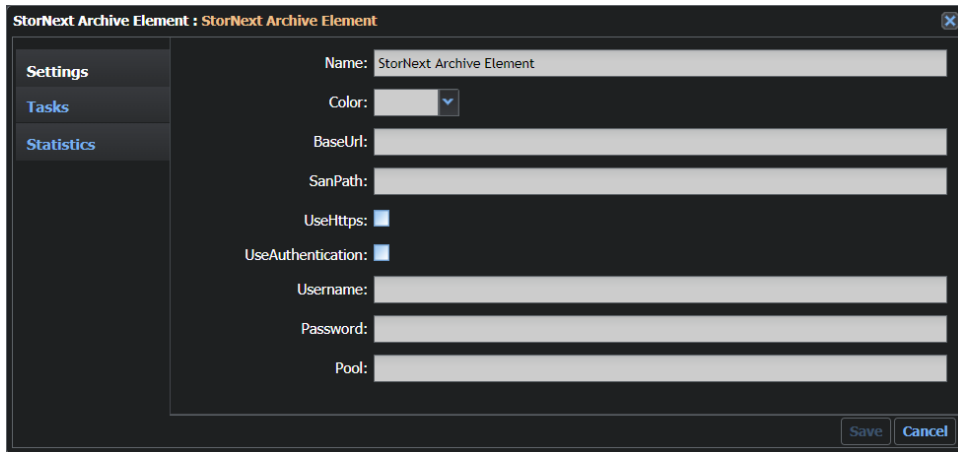 StorNext Archive Element : StorNext Archive Element
Settings
Tasks
Statistics
Name: StorNext Archive Element
Color:
BaseUrl:
SanPath:
UseHttps:
UseAuthentication:
Username:
Password:
Pool:
Save Cancel